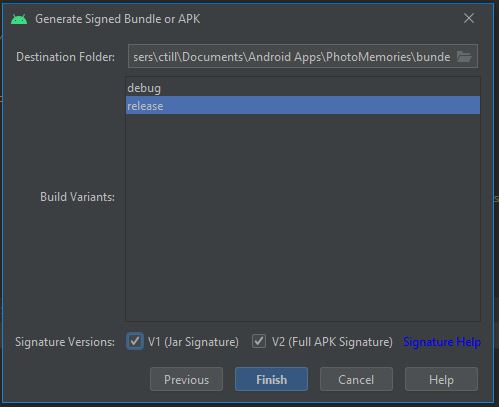 Generate Signed Bundle or APK
Destination Folder: sers\ctill\Documents\Android Apps\PhotoMemories\bunde
debug
release
Build Variants:
Signature Versions: V1 (Jar Signature) V2 (Full APK Signature) Signature Help
Previous Finish Cancel Help